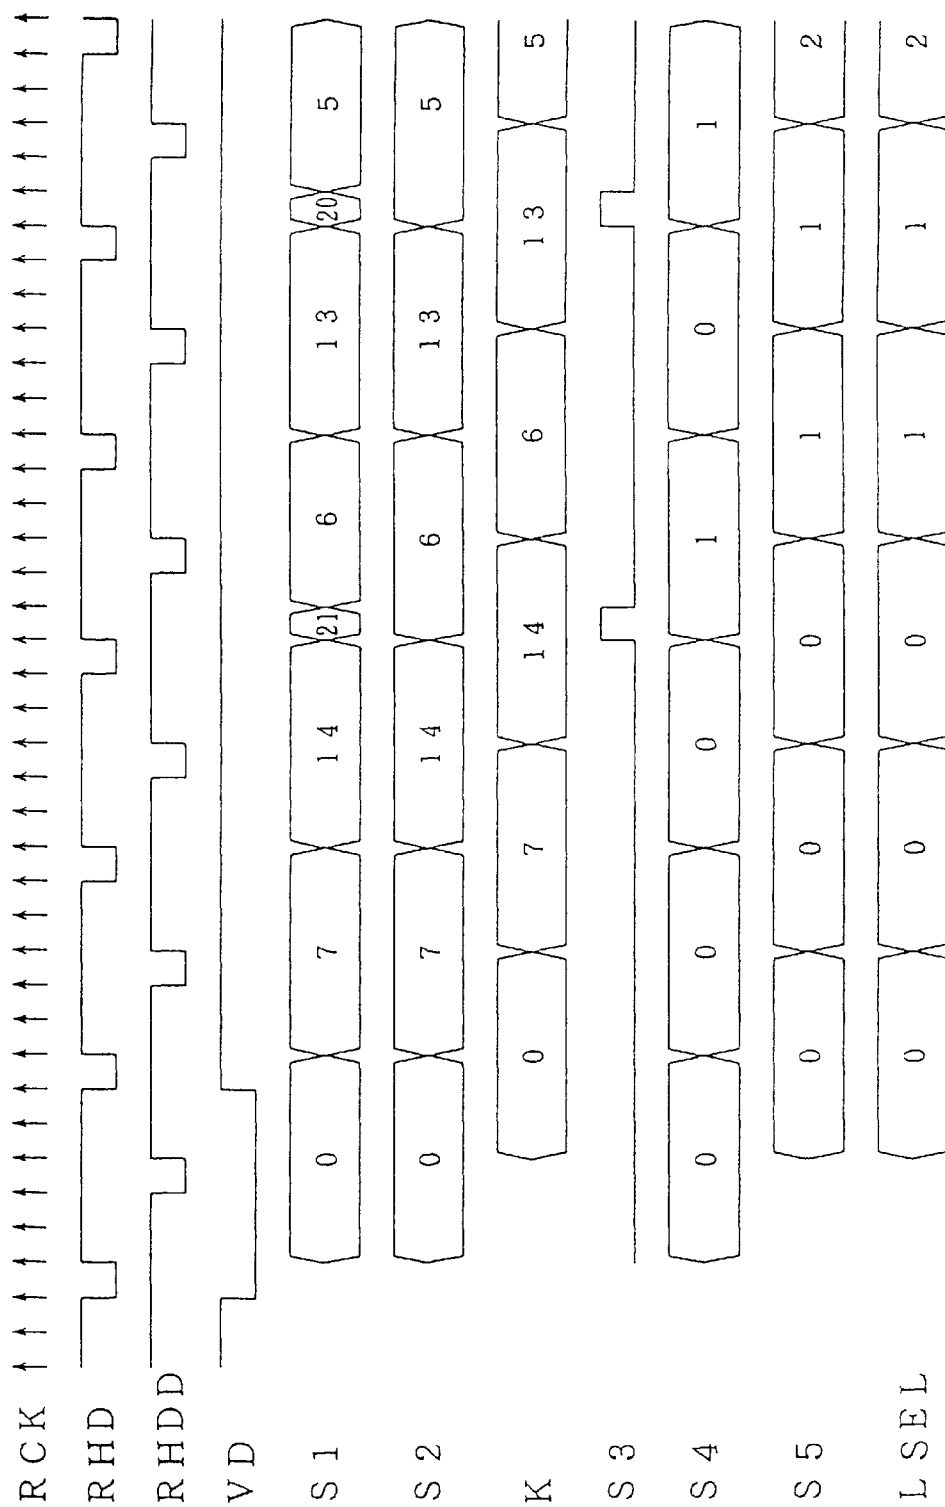 RCK
RHD
RHDD
VD
S1 0 7 14 21 6 13 20 5
S2 0 7 14 6 13 5
K 0 7 14 6 13 5
S3
S4 0 0 0 1 0 1
S5 0 0 0 1 1 2
LSEL 0 0 0 1 1 2